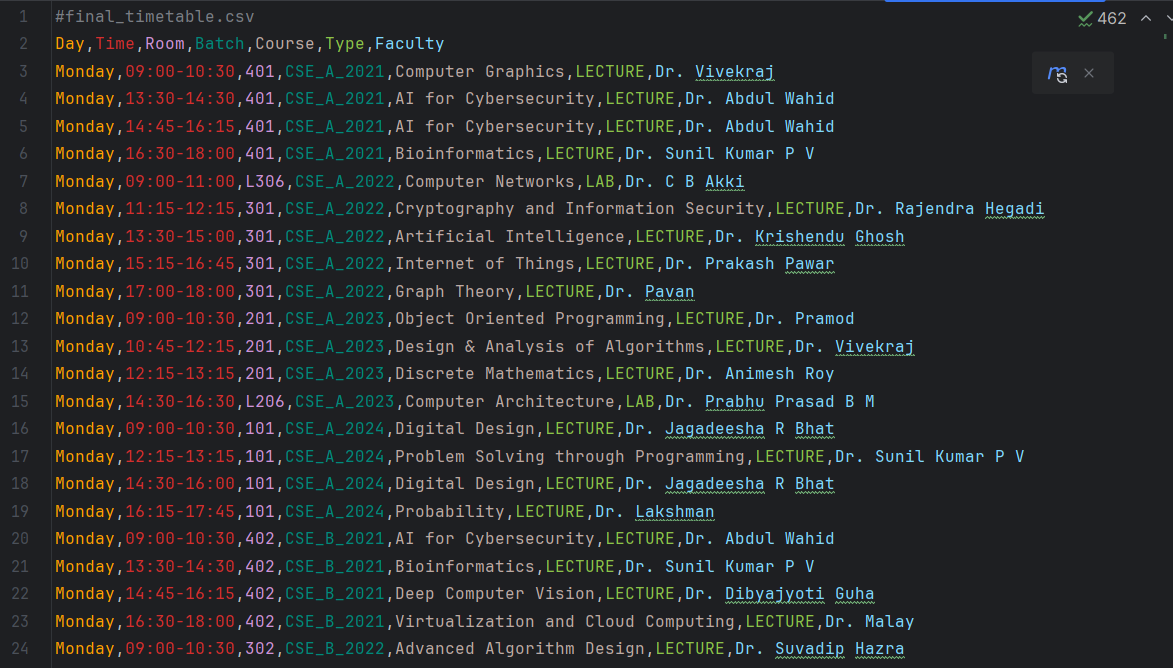 462
1 #final_timetable.csv
2 Day,Time,Room,Batch,Course,Type,Faculty
3 Monday,09:00-10:30,401,CSE_A_2021,Computer Graphics,LECTURE,Dr. Vivekraj
4 Monday,13:30-14:30,401,CSE_A_2021,AI for Cybersecurity,LECTURE,Dr. Abdul Wahid
5 Monday,14:45-16:15,401,CSE_A_2021,AI for Cybersecurity,LECTURE,Dr. Abdul Wahid
6 Monday,16:30-18:00,401,CSE_A_2021,Bioinformatics,LECTURE,Dr. Sunil Kumar P V
7 Monday,09:00-11:00,L306,CSE_A_2022,Computer Networks,LAB,Dr. C B Akki
8 Monday,11:15-12:15,301,CSE_A_2022,Cryptography and Information Security,LECTURE,Dr. Rajendra Hegadi
9 Monday,13:30-15:00,301,CSE_A_2022,Artificial Intelligence,LECTURE,Dr. Krishendu Ghosh
10 Monday,15:15-16:45,301,CSE_A_2022,Internet of Things,LECTURE,Dr. Prakash Pawar
11 Monday,17:00-18:00,301,CSE_A_2022,Graph Theory,LECTURE,Dr. Pavan
12 Monday,09:00-10:30,201,CSE_A_2023,Object Oriented Programming,LECTURE,Dr. Pramod
13 Monday,10:45-12:15,201,CSE_A_2023,Design & Analysis of Algorithms,LECTURE,Dr. Vivekraj
14 Monday,12:15-13:15,201,CSE_A_2023,Discrete Mathematics,LECTURE,Dr. Animesh Roy
15 Monday,14:30-16:30,L206,CSE_A_2023,Computer Architecture,LAB,Dr. Prabhu Prasad B M
16 Monday,09:00-10:30,101,CSE_A_2024,Digital Design,LECTURE,Dr. Jagadeesha R Bhat
17 Monday,12:15-13:15,101,CSE_A_2024,Problem Solving through Programming,LECTURE,Dr. Sunil Kumar P V
18 Monday,14:30-16:00,101,CSE_A_2024,Digital Design,LECTURE,Dr. Jagadeesha R Bhat
19 Monday,16:15-17:45,101,CSE_A_2024,Probability,LECTURE,Dr. Lakshman
20 Monday,09:00-10:30,402,CSE_B_2021,AI for Cybersecurity,LECTURE,Dr. Abdul Wahid
21 Monday,13:30-14:30,402,CSE_B_2021,Bioinformatics,LECTURE,Dr. Sunil Kumar P V
22 Monday,14:45-16:15,402,CSE_B_2021,Deep Computer Vision,LECTURE,Dr. Dibyajyoti Guha
23 Monday,16:30-18:00,402,CSE_B_2021,Virtualization and Cloud Computing,LECTURE,Dr. Malay
24 Monday,09:00-10:30,302,CSE_B_2022,Advanced Algorithm Design,LECTURE,Dr. Suvadip Hazra